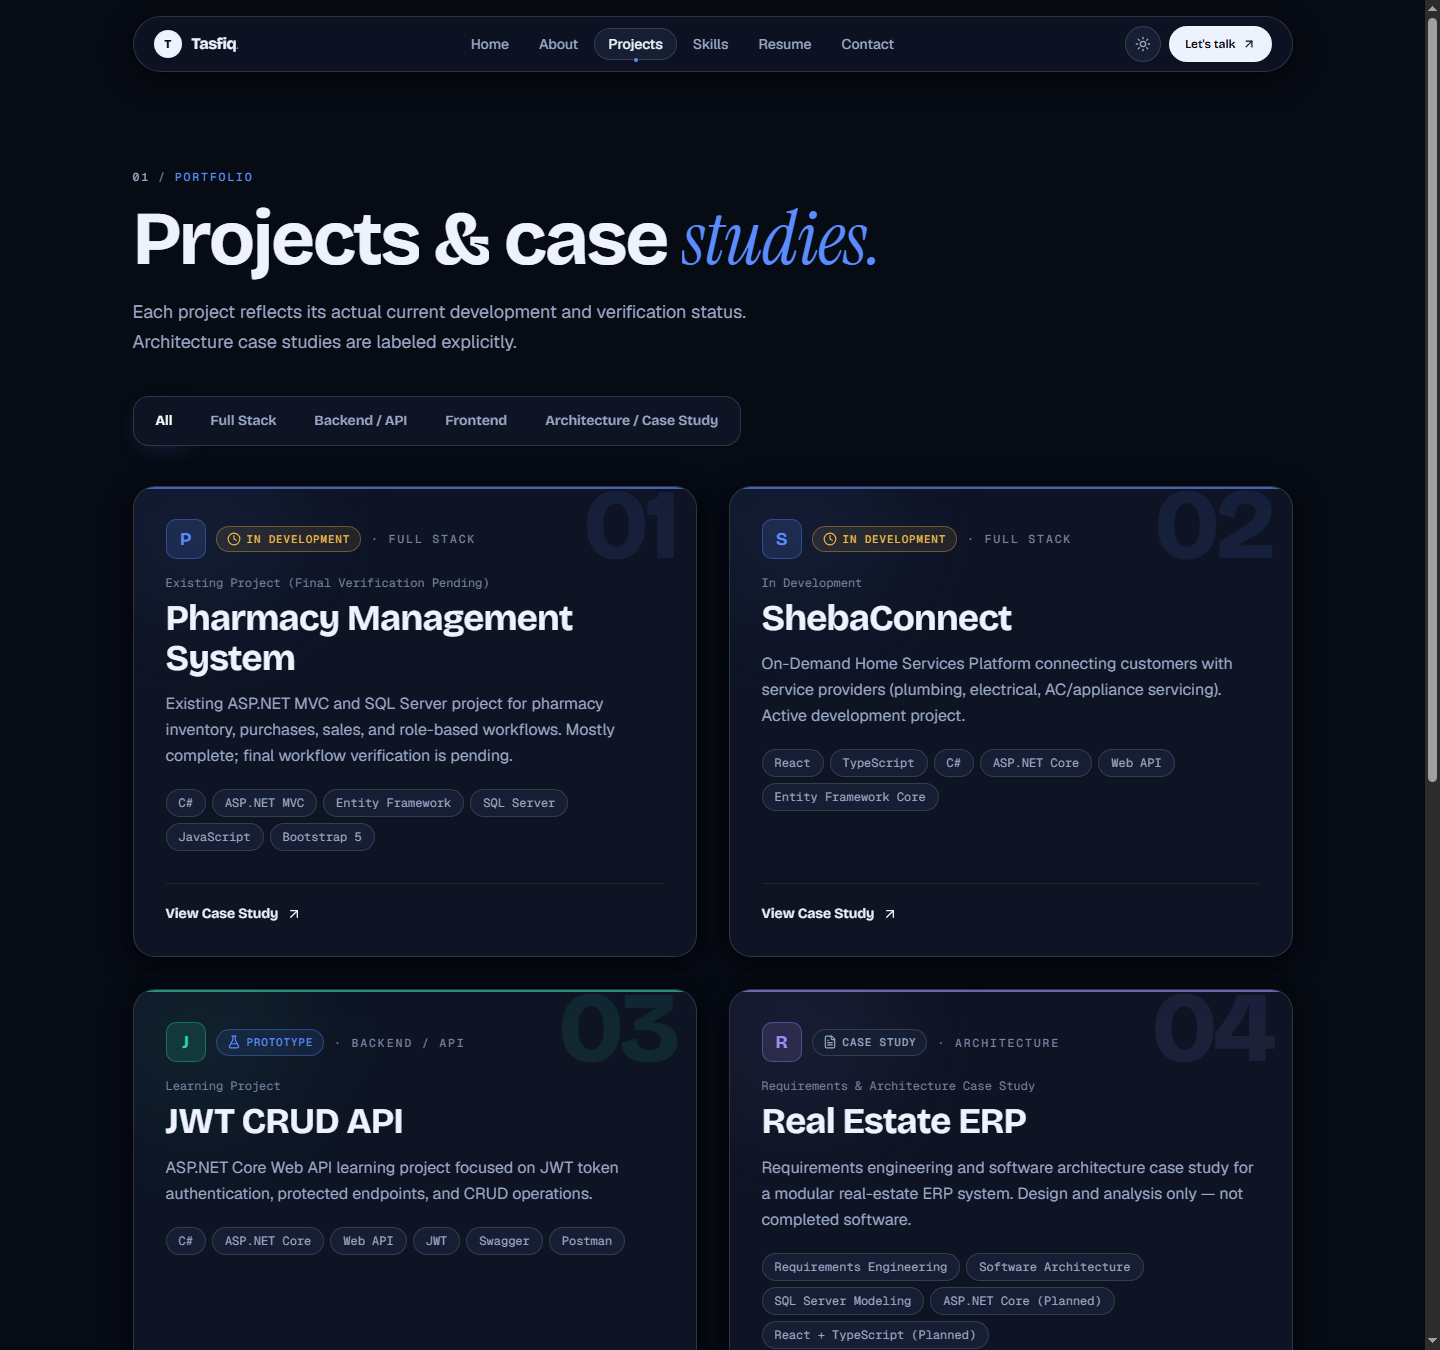 T Tasfiq.
Home About Projects Skills Resume Contact
Let's talk
01 / PORTFOLIO
Projects & case studies.
Each project reflects its actual current development and verification status.
Architecture case studies are labeled explicitly.
All Full Stack Backend / API Frontend Architecture / Case Study
01
P IN DEVELOPMENT · FULL STACK
Existing Project (Final Verification Pending)
Pharmacy Management
System
Existing ASP.NET MVC and SQL Server project for pharmacy
inventory, purchases, sales, and role-based workflows. Mostly
complete; final workflow verification is pending.
C# ASP.NET MVC Entity Framework SQL Server
JavaScript Bootstrap 5
View Case Study
02
S IN DEVELOPMENT · FULL STACK
In Development
ShebaConnect
On-Demand Home Services Platform connecting customers with
service providers (plumbing, electrical, AC/appliance servicing).
Active development project.
React TypeScript C# ASP.NET Core Web API
Entity Framework Core
View Case Study
03
J PROTOTYPE · BACKEND / API
Learning Project
JWT CRUD API
ASP.NET Core Web API learning project focused on JWT token
authentication, protected endpoints, and CRUD operations.
C# ASP.NET Core Web API JWT Swagger Postman
04
R CASE STUDY · ARCHITECTURE
Requirements & Architecture Case Study
Real Estate ERP
Requirements engineering and software architecture case study for
a modular real-estate ERP system. Design and analysis only — not
completed software.
Requirements Engineering Software Architecture
SQL Server Modeling ASP.NET Core (Planned)
React + TypeScript (Planned)